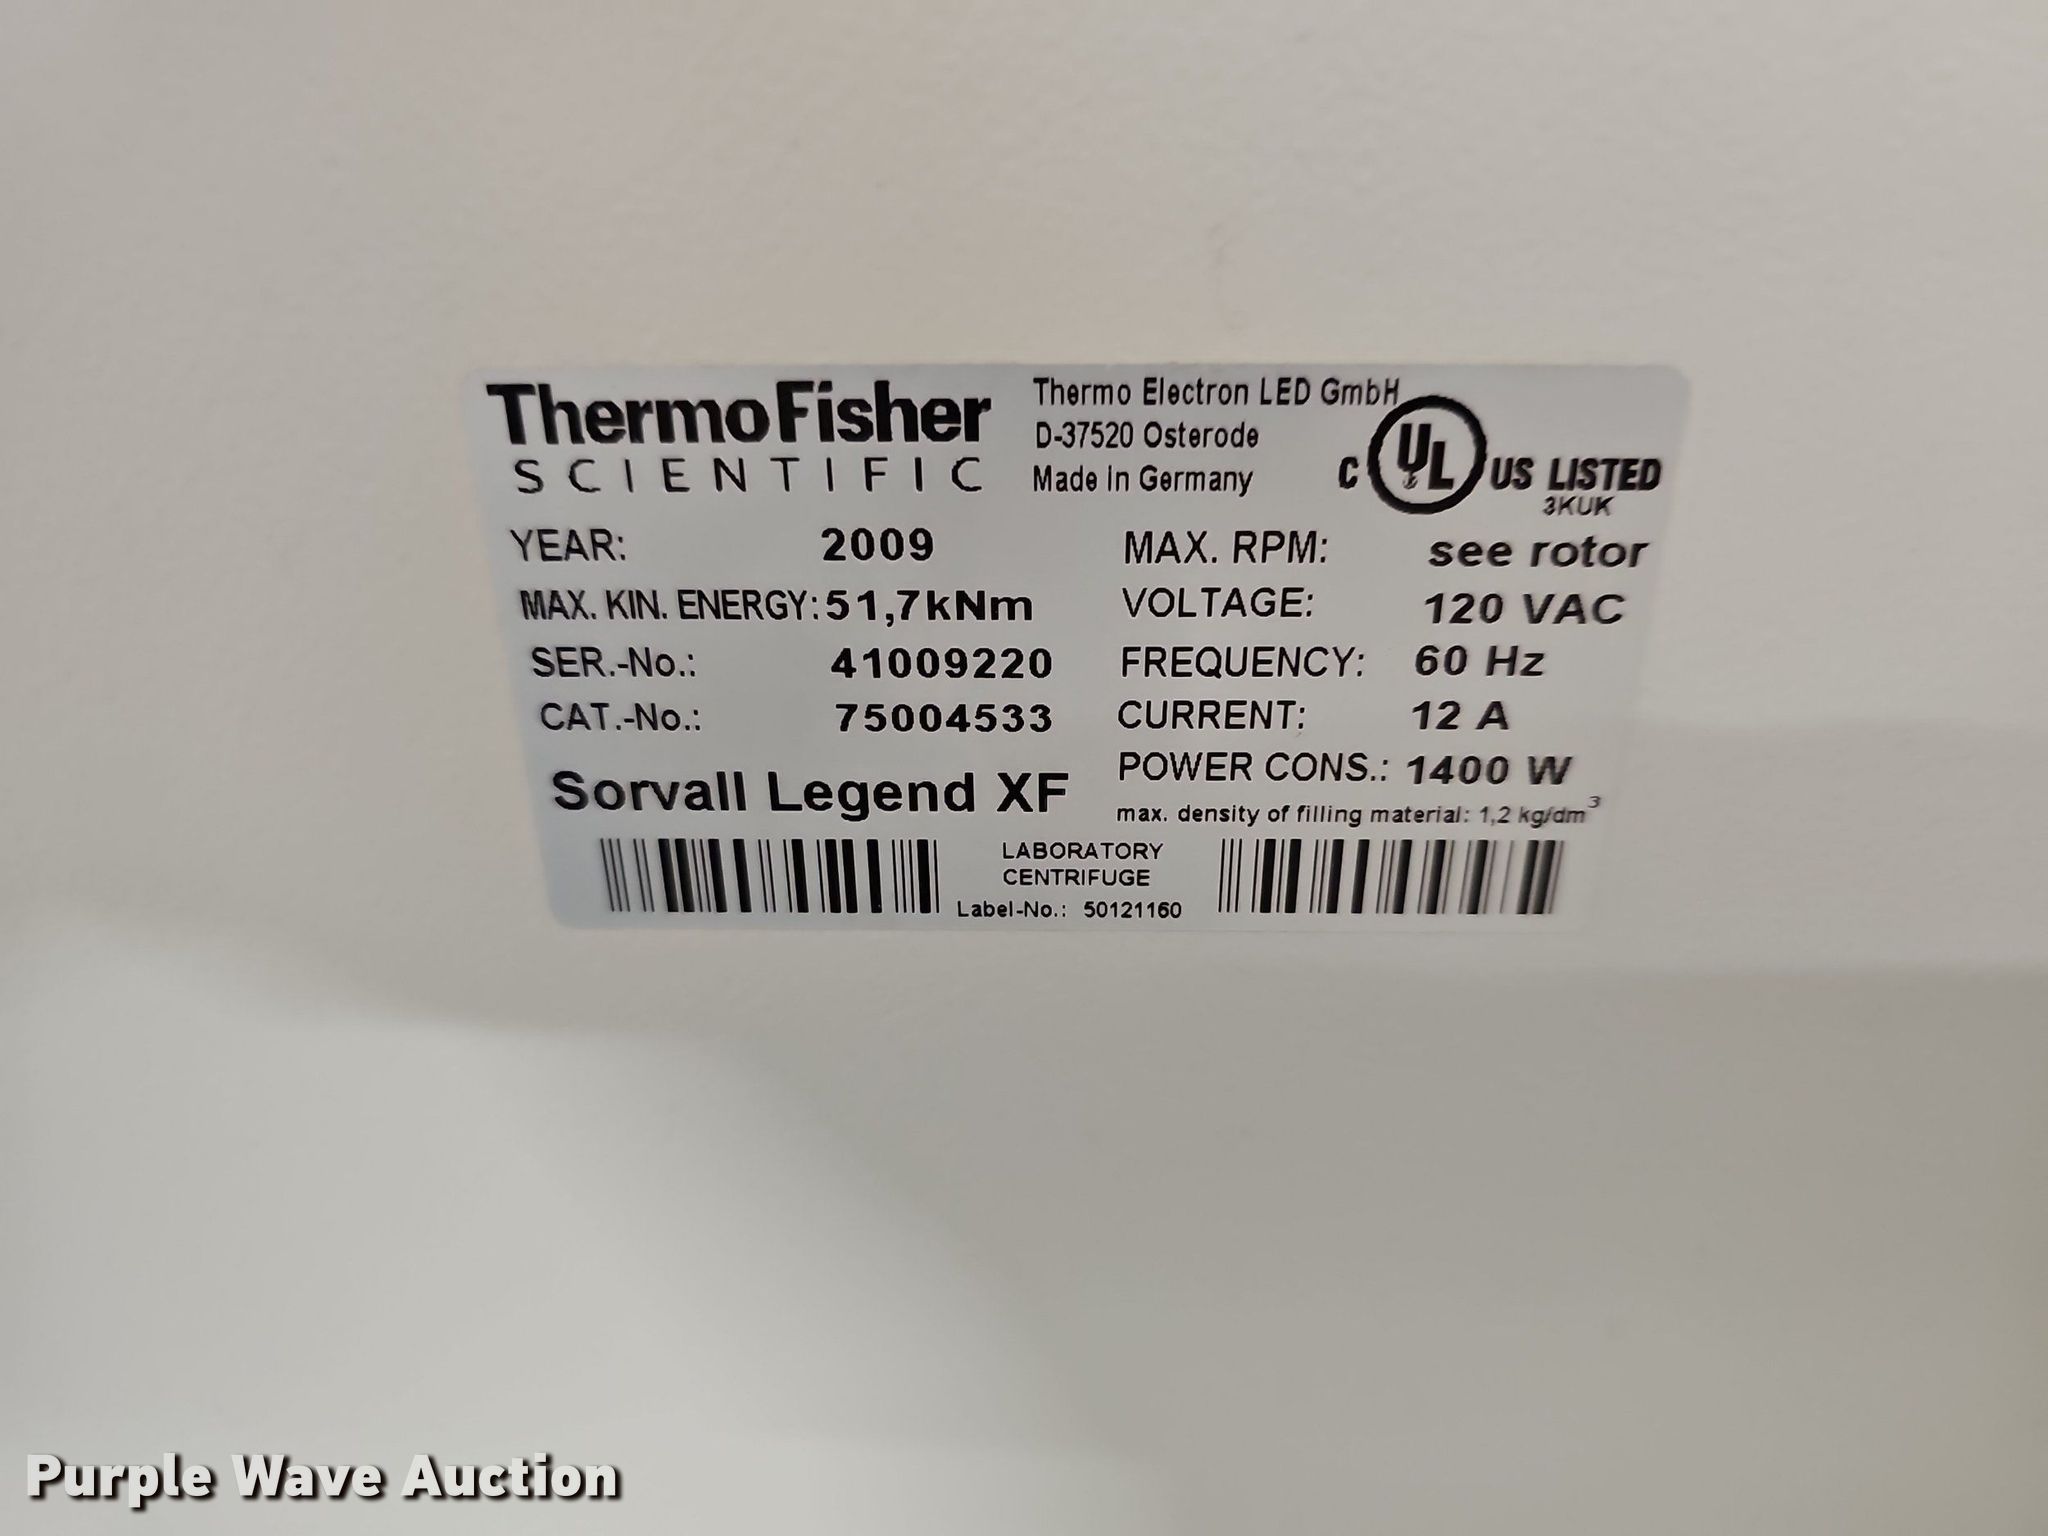 ThermoFisher
SCIENTIFIC
Thermo Electron LED GmbH
D-37520 Osterode
Made in Germany
C UL US LISTED
3KUK
YEAR: 2009
MAX. KIN. ENERGY: 51,7kNm
SER.-No.: 41009220
CAT.-No.: 75004533
Sorvall Legend XF
MAX. RPM: see rotor
VOLTAGE: 120 VAC
FREQUENCY: 60 Hz
CURRENT: 12 A
POWER CONS.: 1400 W
max. density of filling material: 1,2 kg/dm³
LABORATORY
CENTRIFUGE
Label-No.: 50121160
Purple Wave Auction